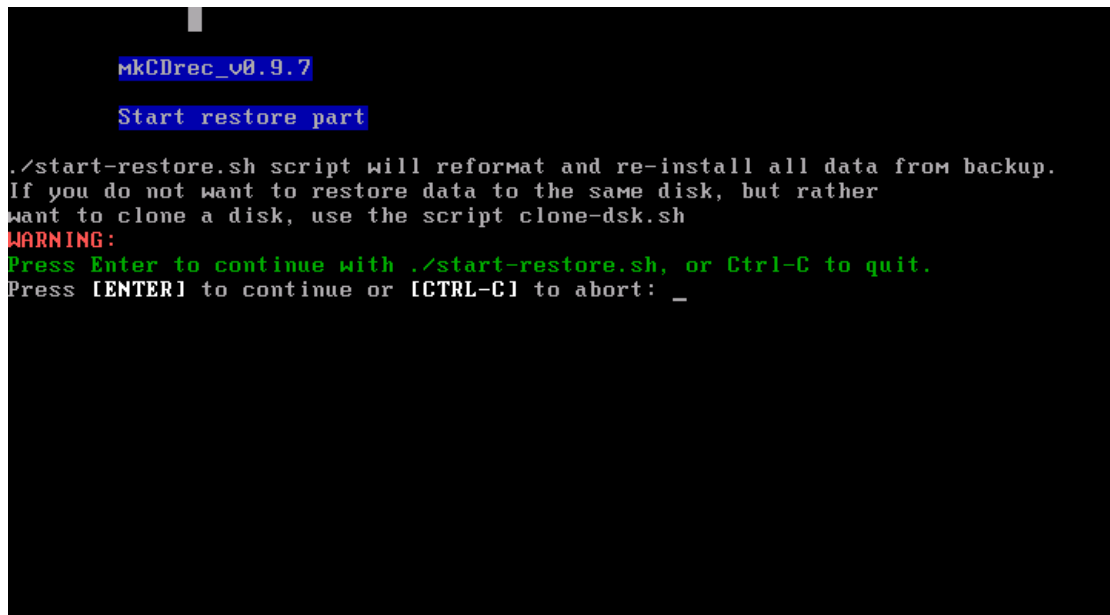 mkCDrec_v0.9.7
Start restore part
./start-restore.sh script will reformat and re-install all data from backup.
If you do not want to restore data to the same disk, but rather
want to clone a disk, use the script clone-dsk.sh
WARNING:
Press Enter to continue with ./start-restore.sh, or Ctrl-C to quit.
Press [ENTER] to continue or [CTRL-C] to abort: _